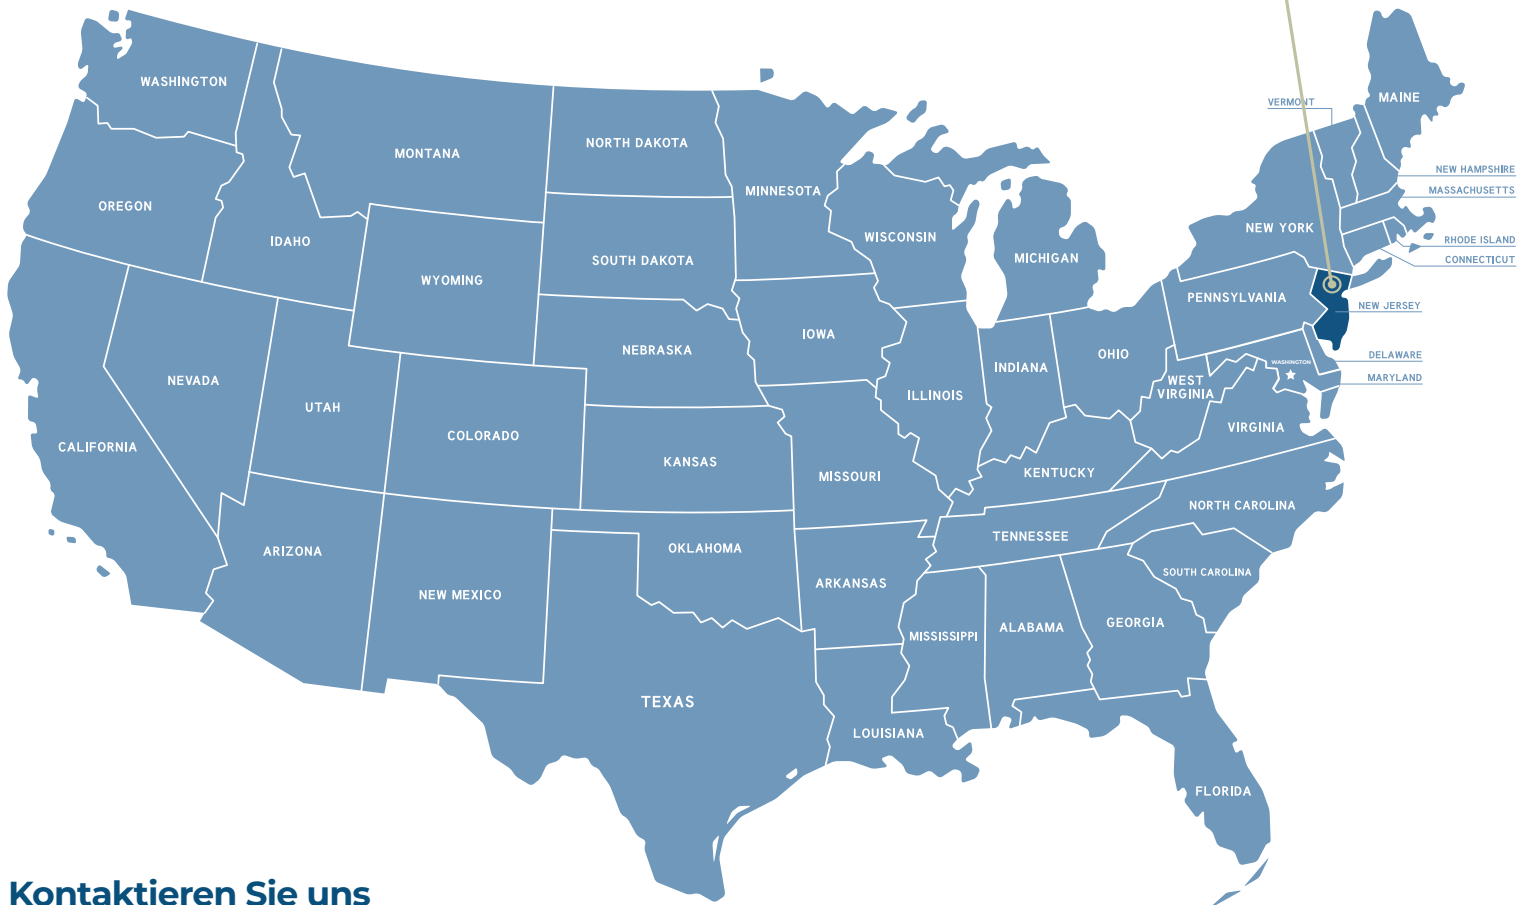 WASHINGTON
MAINE
VERMONT
MONTANA
NORTH DAKOTA
NEW HAMPSHIRE
MINNESOTA
MASSACHUSETTS
OREGON
IDAHO
WISCONSIN
NEW YORK
RHODE ISLAND
SOUTH DAKOTA
MICHIGAN
CONNECTICUT
WYOMING
PENNSYLVANIA
NEW JERSEY
IOWA
NEBRASKA
OHIO
DELAWARE
WASHINGTON
INDIANA
NEVADA
WEST
VIRGINIA
MARYLAND
ILLINOIS
UTAH
VIRGINIA
COLORADO
CALIFORNIA
KANSAS
KENTUCKY
MISSOURI
NORTH CAROLINA
TENNESSEE
OKLAHOMA
ARIZONA
SOUTH CAROLINA
ARKANSAS
NEW MEXICO
GEORGIA
ALABAMA
MISSISSIPPI
TEXAS
LOUISIANA
FLORIDA
Kontaktieren Sie uns